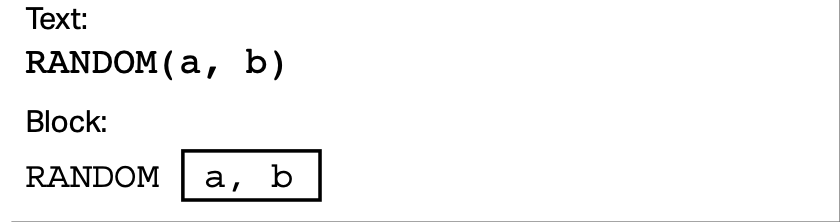 Text:
RANDOM(a, b)
Block:
RANDOM a, b